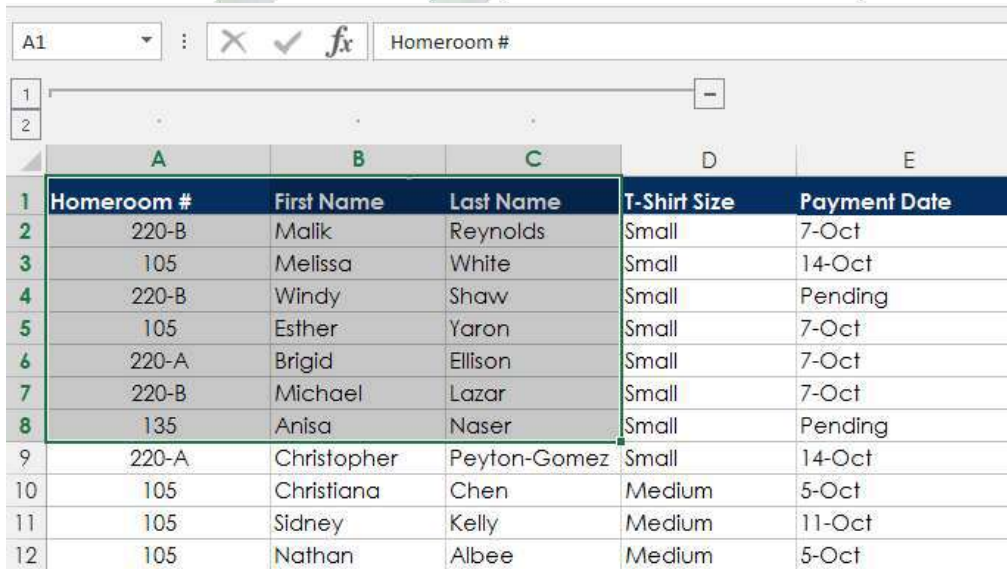 A1 fx Homeroom #
1
2
A B C D E
1 Homeroom # First Name Last Name T-Shirt Size Payment Date
2 220-B Malik Reynolds Small 7-Oct
3 105 Melissa White Small 14-Oct
4 220-B Windy Shaw Small Pending
5 105 Esther Yaron Small 7-Oct
6 220-A Brigid Ellison Small 7-Oct
7 220-B Michael Lazar Small 7-Oct
8 135 Anisa Naser Small Pending
9 220-A Christopher Peyton-Gomez Small 14-Oct
10 105 Christiana Chen Medium 5-Oct
11 105 Sidney Kelly Medium 11-Oct
12 105 Nathan Albee Medium 5-Oct